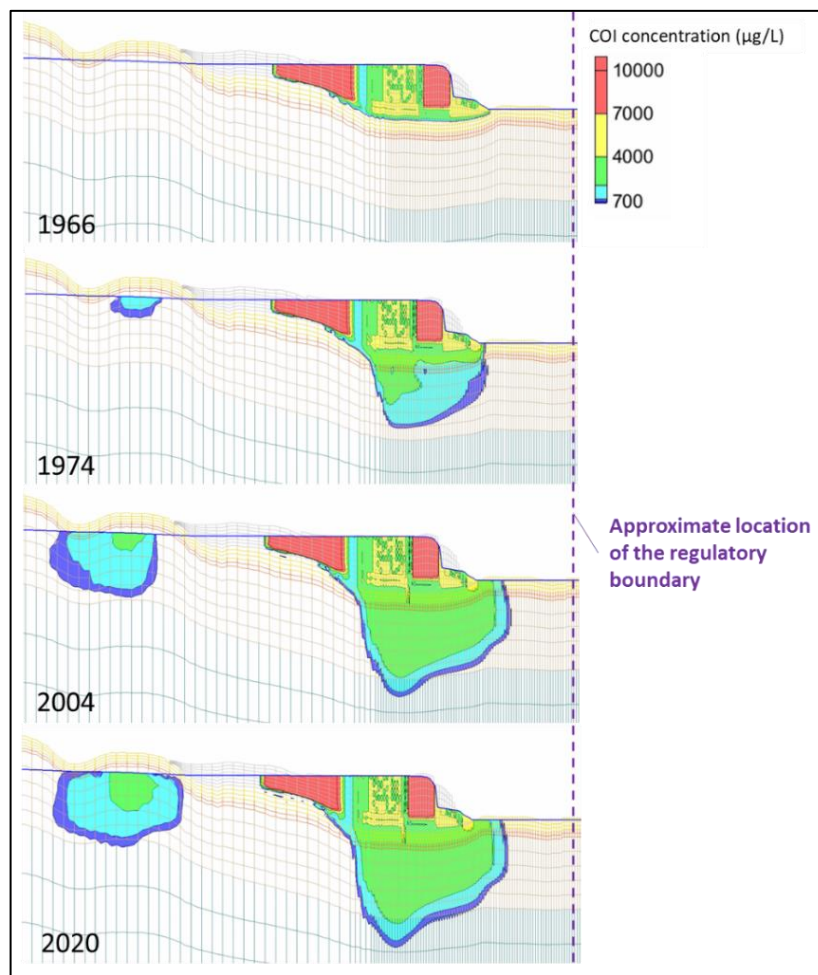 COI concentration (µg/L)
10000
7000
4000
700
1966
1974
Approximate location
of the regulatory
boundary
2004
2020